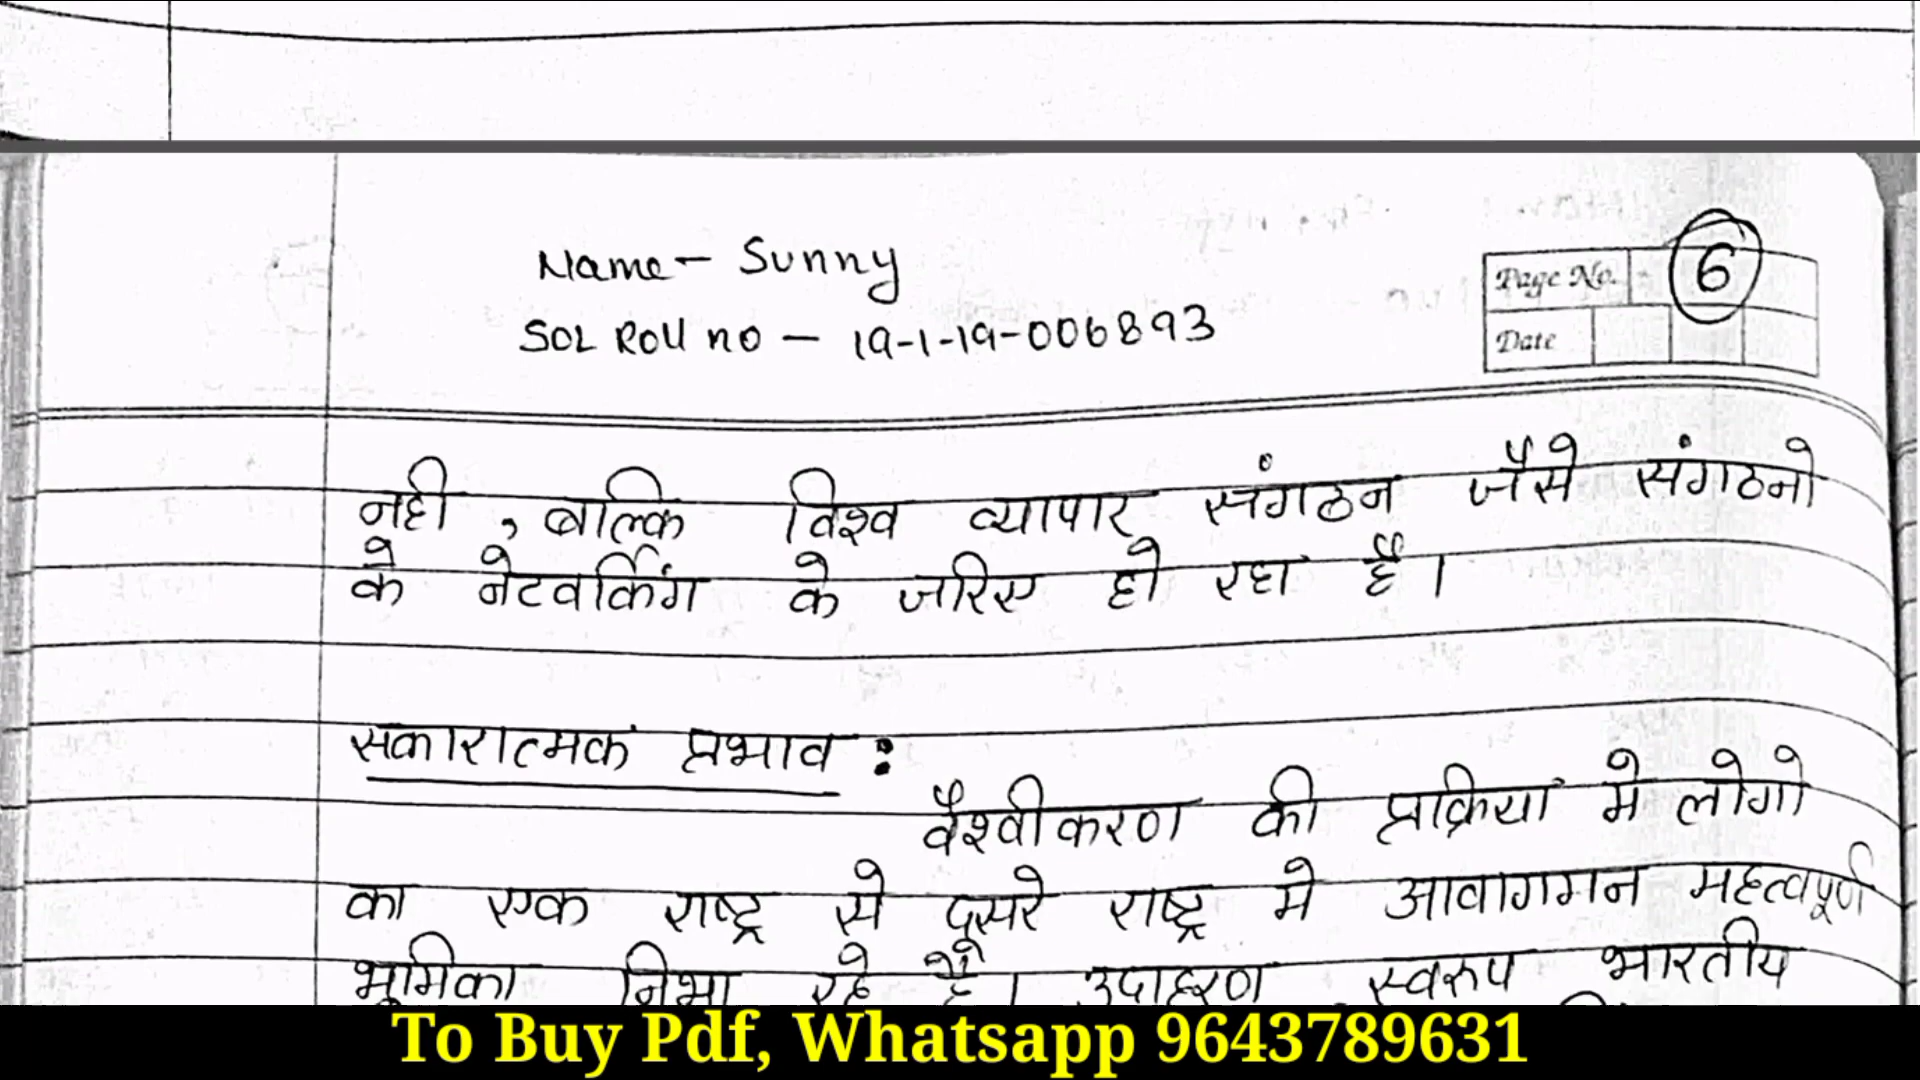 Name - Sunny
Page No. 6
SOL Roll no - 19-1-19-006893
Date
नही , बल्कि विश्व व्यापार संगठन जैसे संगठनो
के नेटवर्किंग के जरिए हो रहा है।
सकारात्मक प्रभाव :
वैश्वीकरण की प्रक्रिया मे लोगो
का एक राष्ट्र से दूसरे राष्ट्र मे आवागमन महत्वपूर्ण
भूमिका निभा रहे है। उदाहरण स्वरूप भारतीय
To Buy Pdf, Whatsapp 9643789631